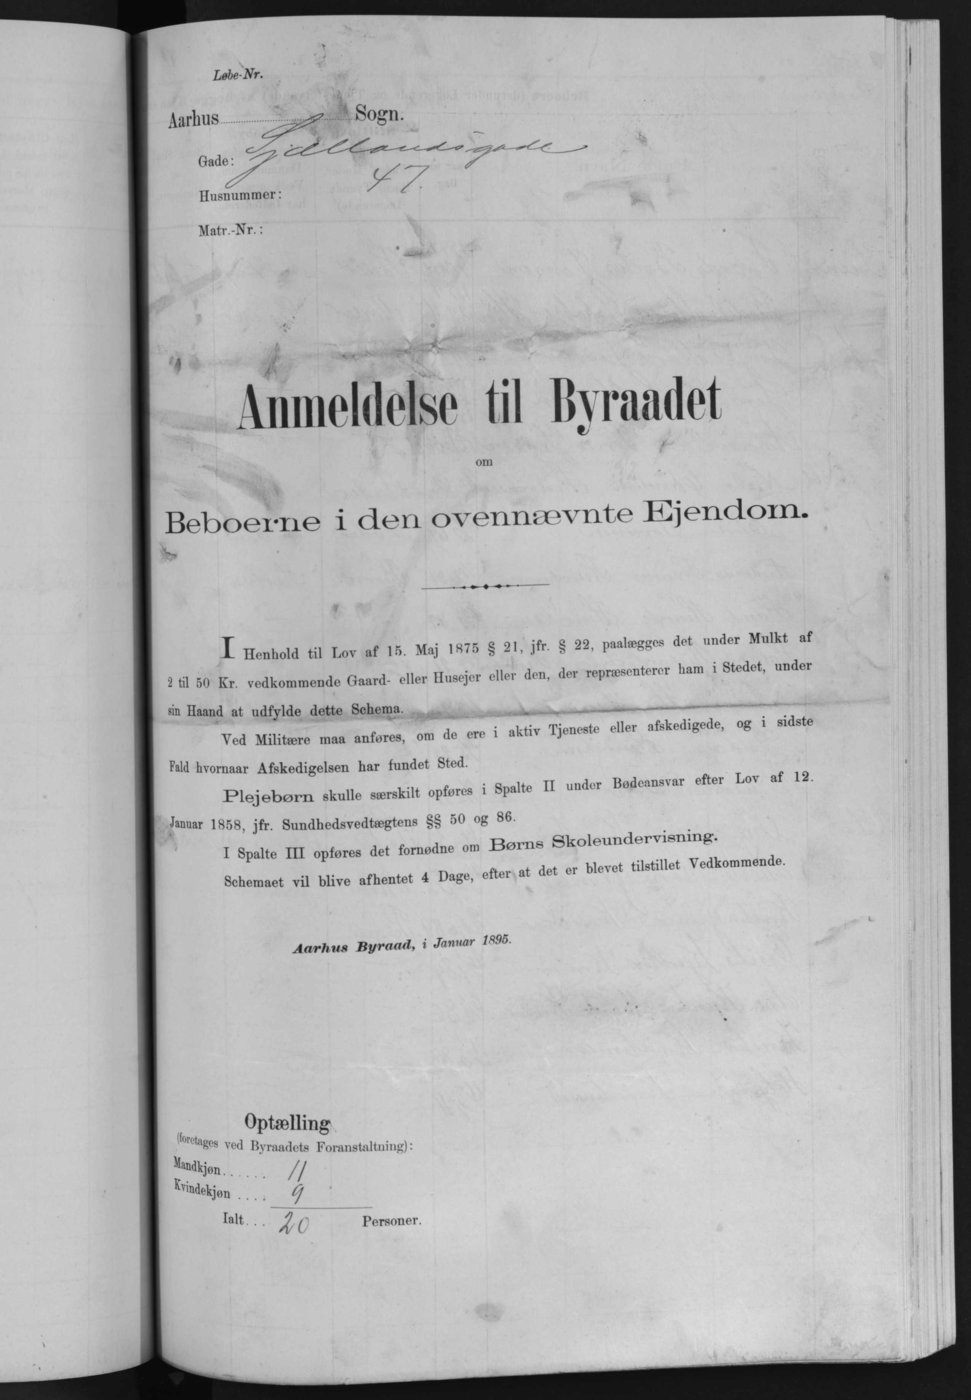 Løbe-Nr.
Aarhus Sogn.
Gade: Sjællandsgade
Husnummer: 47.
Matr.-Nr.:
Anmeldelse til Byraadet
om
Beboerne i den ovennævnte Ejendom.
I Henhold til Lov af 15. Maj 1875 § 21, jfr. § 22, paalægges det under Mulkt af
2 til 50 Kr. vedkommende Gaard- eller Husejer eller den, der repræsenterer ham i Stedet, under
sin Haand at udfylde dette Schema.
Ved Militære maa anføres, om de ere i aktiv Tjeneste eller afskedigede, og i sidste
Fald hvornaar Afskedigelsen har fundet Sted.
Plejebørn skulle særskilt opføres i Spalte II under Bødeansvar efter Lov af 12.
Januar 1858, jfr. Sundhedsvedtægtens §§ 50 og 86.
I Spalte III opføres det fornødne om Børns Skoleundervisning.
Schemaet vil blive afhentet 4 Dage, efter at det er blevet tilstillet Vedkommende.
Aarhus Byraad, i Januar 1895.
Optælling
(foretages ved Byraadets Foranstaltning):
Mandkjøn...... 11
Kvindekjøn .... 9
Ialt... 20 Personer.